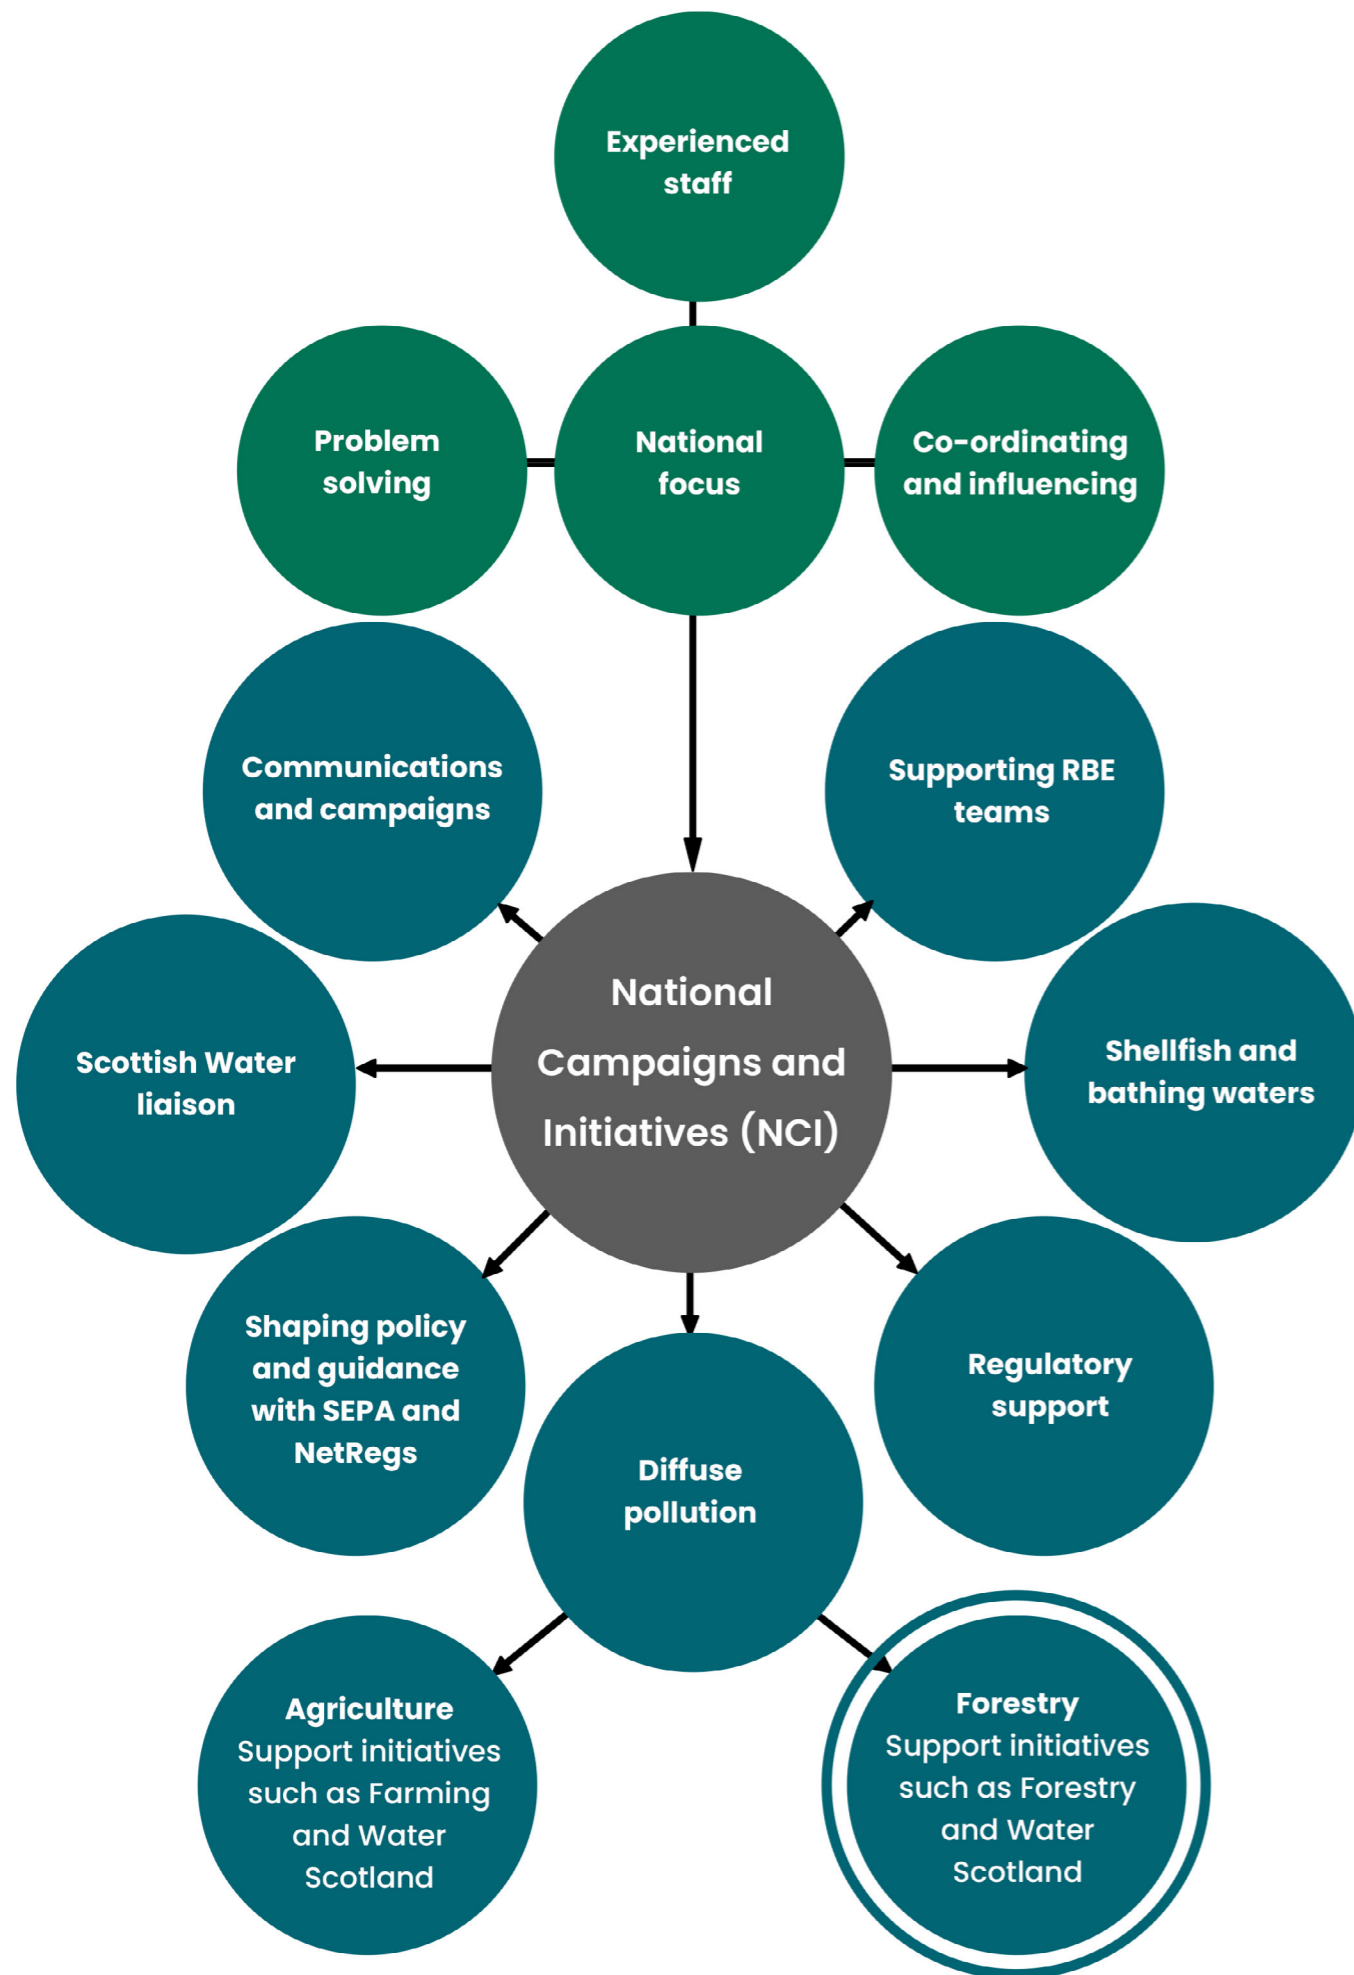 Experienced
staff
Problem
solving
National
focus
Co-ordinating
and influencing
Communications
and campaigns
Supporting RBE
teams
National
Campaigns and
Initiatives (NCI)
Scottish Water
liaison
Shellfish and
bathing waters
Shaping policy
and guidance
with SEPA and
NetRegs
Diffuse
pollution
Regulatory
support
Agriculture
Support initiatives
such as Farming
and Water
Scotland
Forestry
Support initiatives
such as Forestry
and Water
Scotland